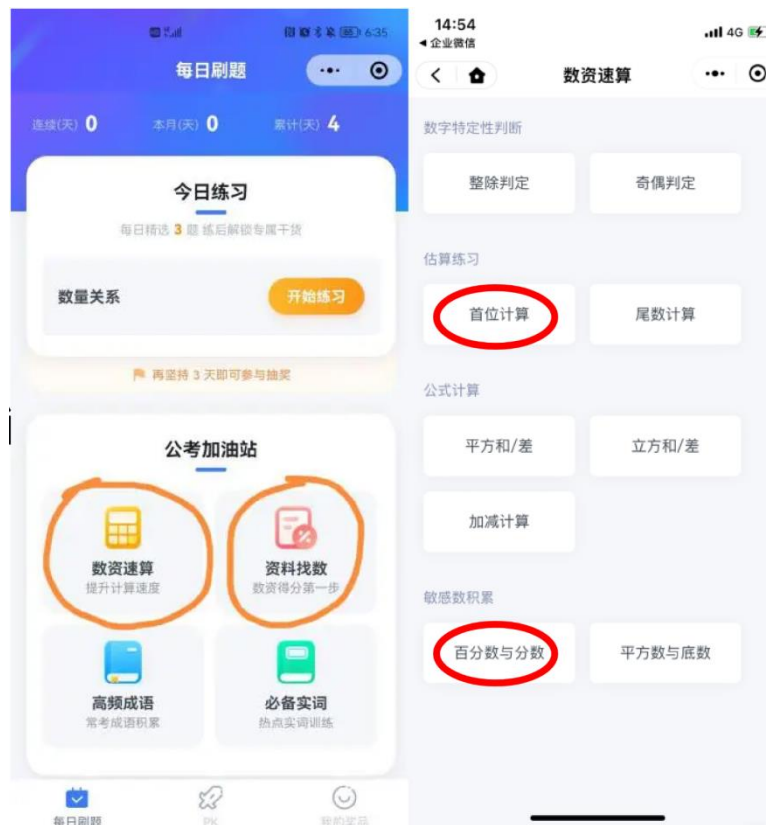 6:35
每日刷题
连续(天) 0 本月(天) 0 累计(天) 4
今日练习
每日精选 3 题 练后解锁专属干货
数量关系
开始练习
再坚持 3 天即可参与抽奖
公考加油站
数资速算
提升计算速度
资料找数
数资得分第一步
高频成语
常考成语积累
必备实词
热点实词训练
每日刷题
PK
我的奖品
14:54
4G
企业微信
数资速算
数字特定性判断
整除判定
奇偶判定
估算练习
首位计算
尾数计算
公式计算
平方和/差
立方和/差
加减计算
敏感数积累
百分数与分数
平方数与底数